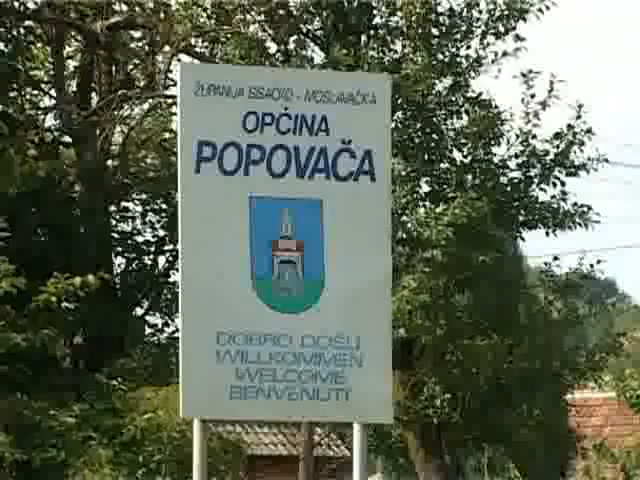 ŽUPANIJA SISAČKO - MOSLAVAČKA
OPĆINA
POPOVAČA
DOBRO DOŠLI
WILLKOMMEN
WELCOME
BENVENUTI